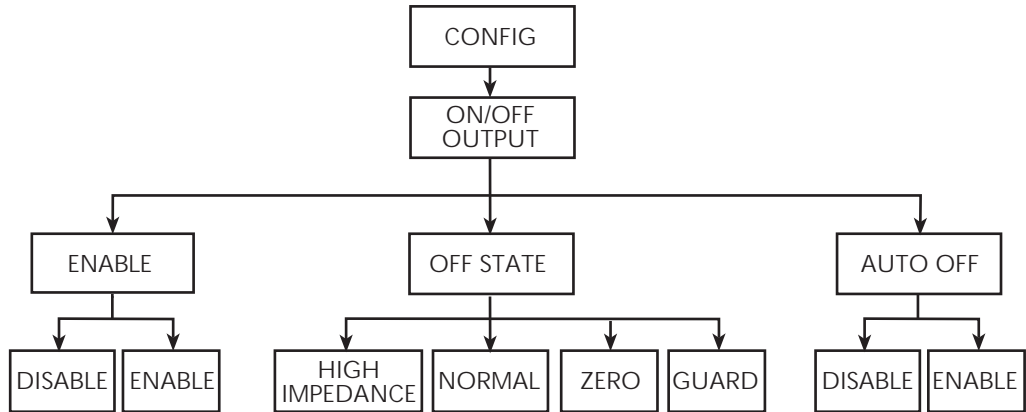 CONFIG
ON/OFF
OUTPUT
ENABLE
OFF STATE
AUTO OFF
DISABLE
ENABLE
HIGH
IMPEDANCE
NORMAL
ZERO
GUARD
DISABLE
ENABLE